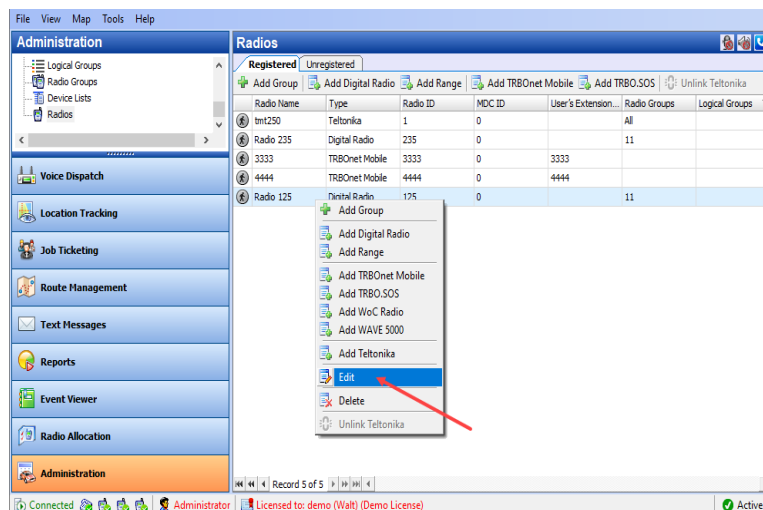 File View Map Tools Help
Administration
Logical Groups
Radio Groups
Device Lists
Radios
Voice Dispatch
Location Tracking
Job Ticketing
Route Management
Text Messages
Reports
Event Viewer
Radio Allocation
Administration
Radios
Registered Unregistered
Add Group Add Digital Radio Add Range Add TRBOnet Mobile Add TRBO.SOS Unlink Teltonika
Radio Name Type Radio ID MDC ID User's Extension... Radio Groups Logical Groups
tmt250 Teltonika 1 0 All
Radio 235 Digital Radio 235 0 11
3333 TRBOnet Mobile 3333 0 3333
4444 TRBOnet Mobile 4444 0 4444
Radio 125 Digital Radio 125 0 11
Add Group
Add Digital Radio
Add Range
Add TRBOnet Mobile
Add TRBO.SOS
Add WoC Radio
Add WAVE 5000
Add Teltonika
Edit
Delete
Unlink Teltonika
Record 5 of 5
Connected Administrator Licensed to: demo (Walt) (Demo License) Active